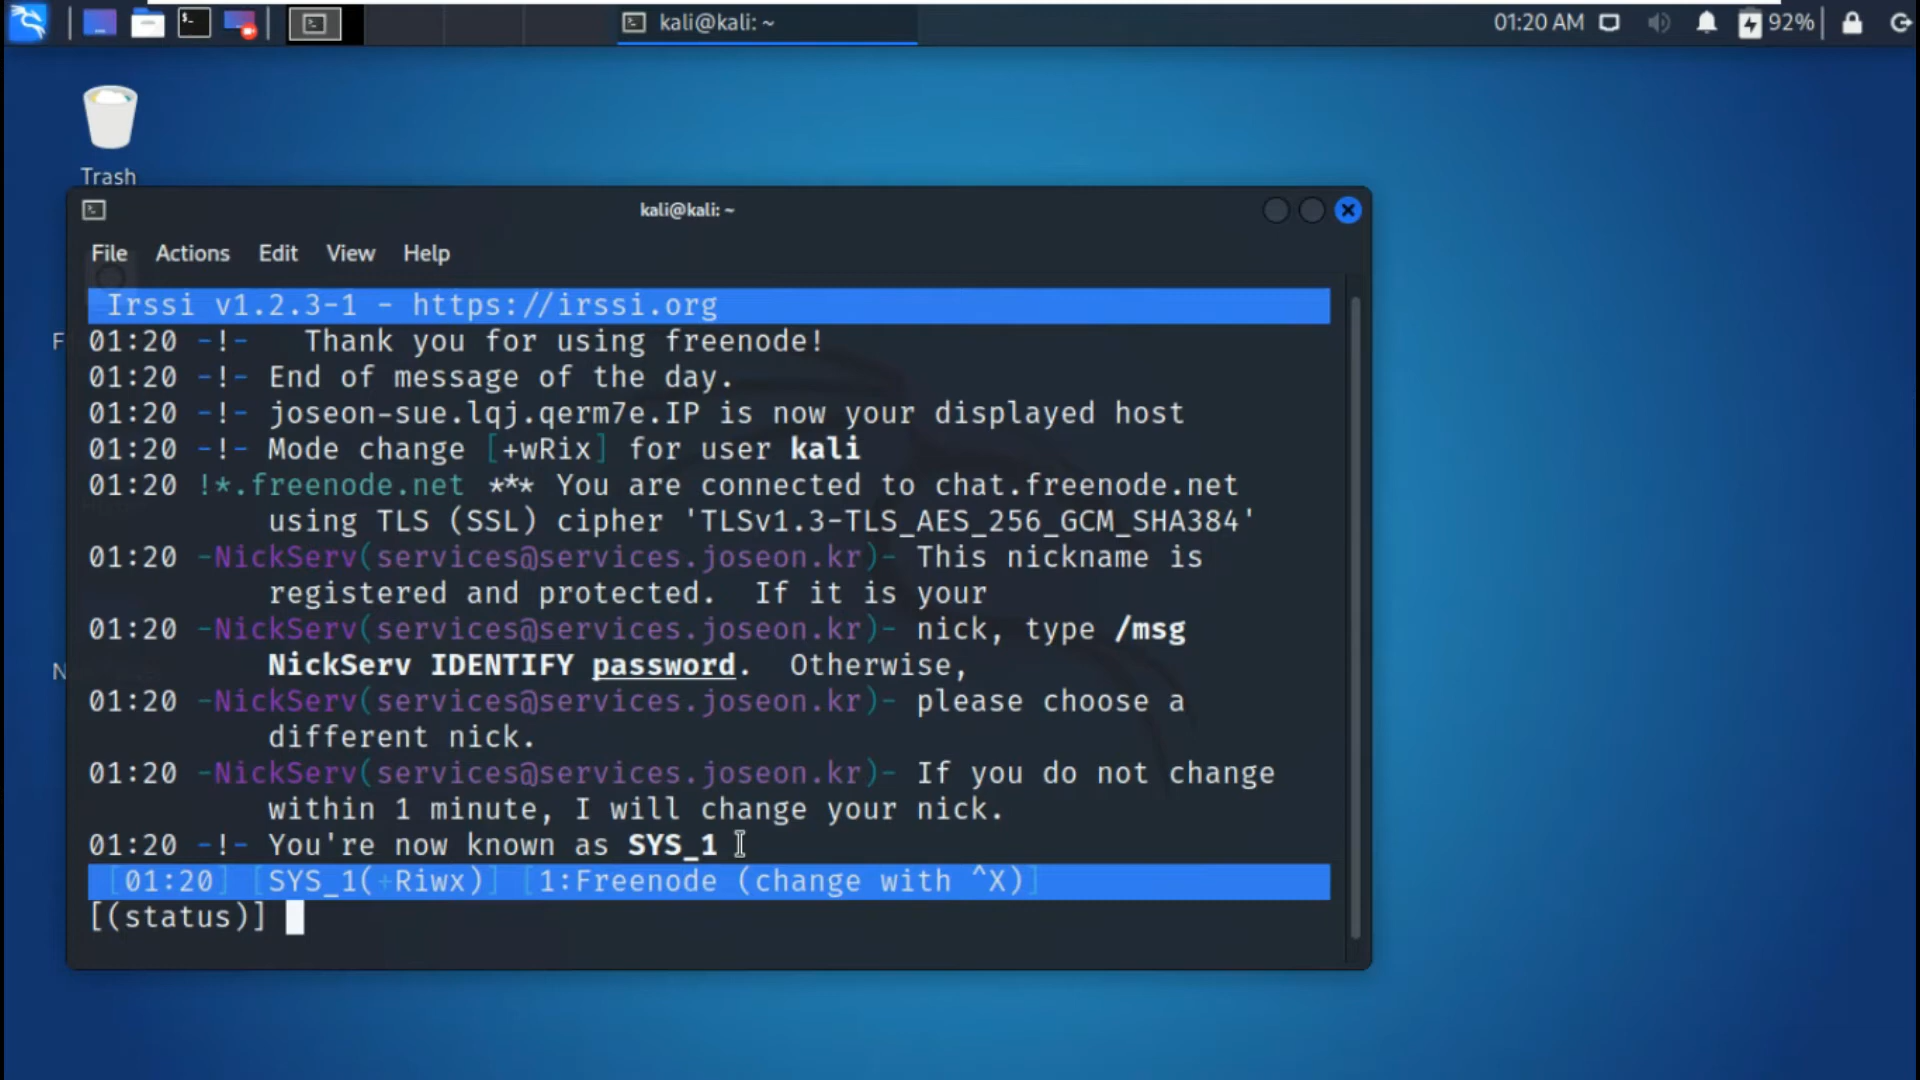 kali@kali: ~
01:20 AM
92%
Trash
kali@kali: ~
File Actions Edit View Help
Irssi v1.2.3-1 - https://irssi.org
01:20 -!-   Thank you for using freenode!
01:20 -!- End of message of the day.
01:20 -!- joseon-sue.lqj.qerm7e.IP is now your displayed host
01:20 -!- Mode change [+wRix] for user kali
01:20 !*.freenode.net *** You are connected to chat.freenode.net
using TLS (SSL) cipher 'TLSv1.3-TLS_AES_256_GCM_SHA384'
01:20 -NickServ(services@services.joseon.kr)- This nickname is
registered and protected.  If it is your
01:20 -NickServ(services@services.joseon.kr)- nick, type /msg
NickServ IDENTIFY password.  Otherwise,
01:20 -NickServ(services@services.joseon.kr)- please choose a
different nick.
01:20 -NickServ(services@services.joseon.kr)- If you do not change
within 1 minute, I will change your nick.
01:20 -!- You're now known as SYS_1
[01:20] [SYS_1(+Riwx)] [1:Freenode (change with ^X)]
[(status)]